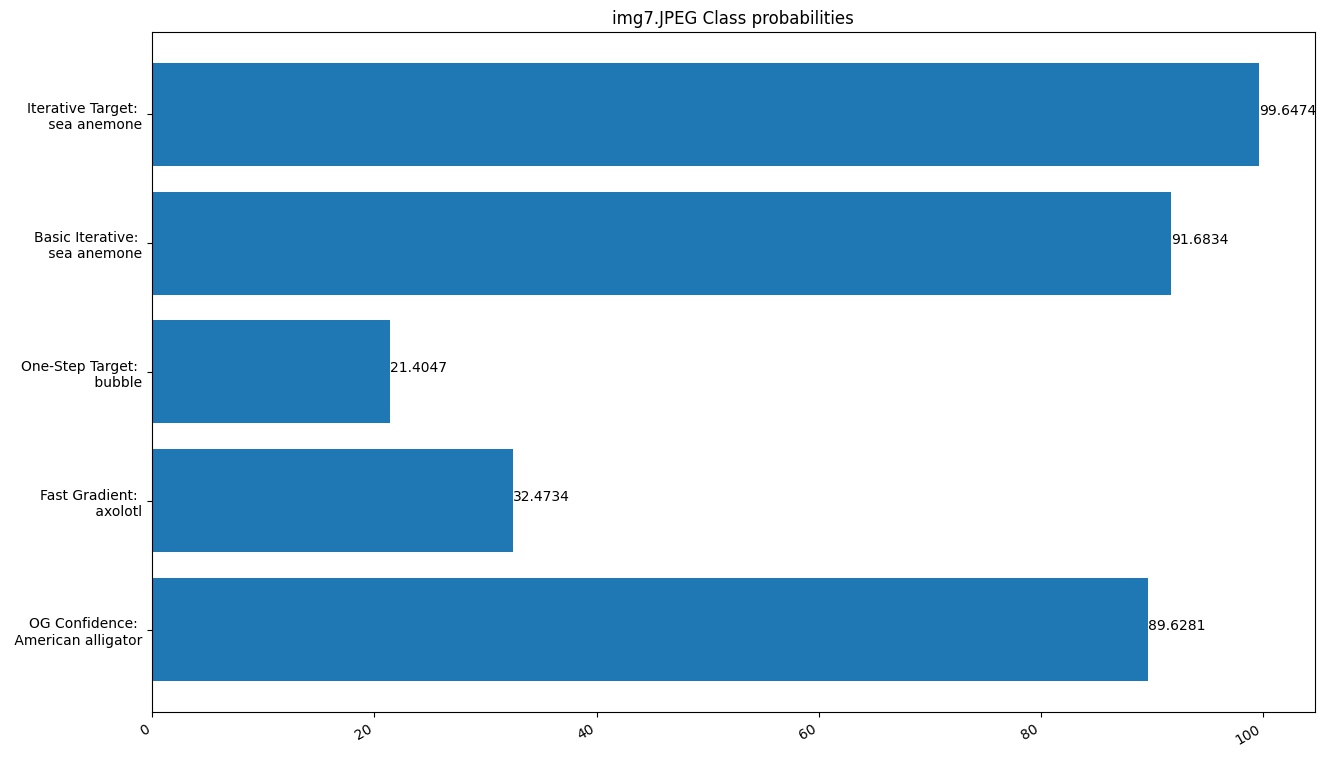 img7.JPEG Class probabilities
Iterative Target:
sea anemone
99.6474
Basic Iterative:
sea anemone
91.6834
One-Step Target:
bubble
21.4047
Fast Gradient:
axolotl
32.4734
OG Confidence:
American alligator
89.6281
0
20
40
60
80
100